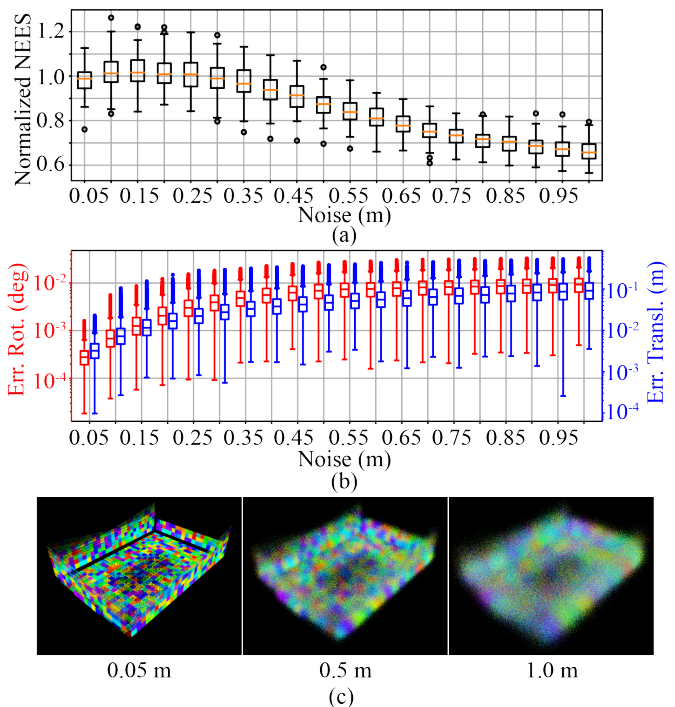 Normalized NEES
1.2
1.0
0.8
0.6
0.05 0.15 0.25 0.35 0.45 0.55 0.65 0.75 0.85 0.95
Noise (m)
(a)
Err. Rot. (deg)
10⁻²
10⁻³
10⁻⁴
Err. Transl. (m)
10⁻¹
10⁻²
10⁻³
10⁻⁴
0.05 0.15 0.25 0.35 0.45 0.55 0.65 0.75 0.85 0.95
Noise (m)
(b)
0.05 m 0.5 m 1.0 m
(c)